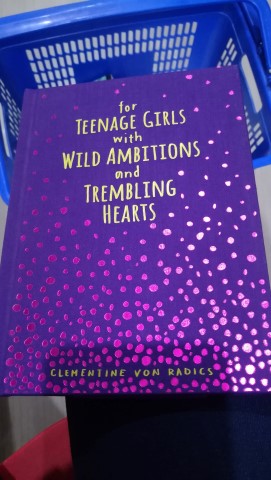 for
TEENAGE GIRLS
with
WILD AMBITIONS
and
TREMBLING
HEARTS
CLEMENTINE VON RADICS